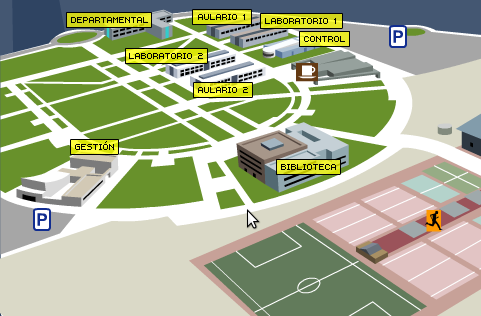 DEPARTAMENTAL
AULARIO 1
LABORATORIO 1
CONTROL
P
LABORATORIO 2
AULARIO 2
GESTIÓN
BIBLIOTECA
P